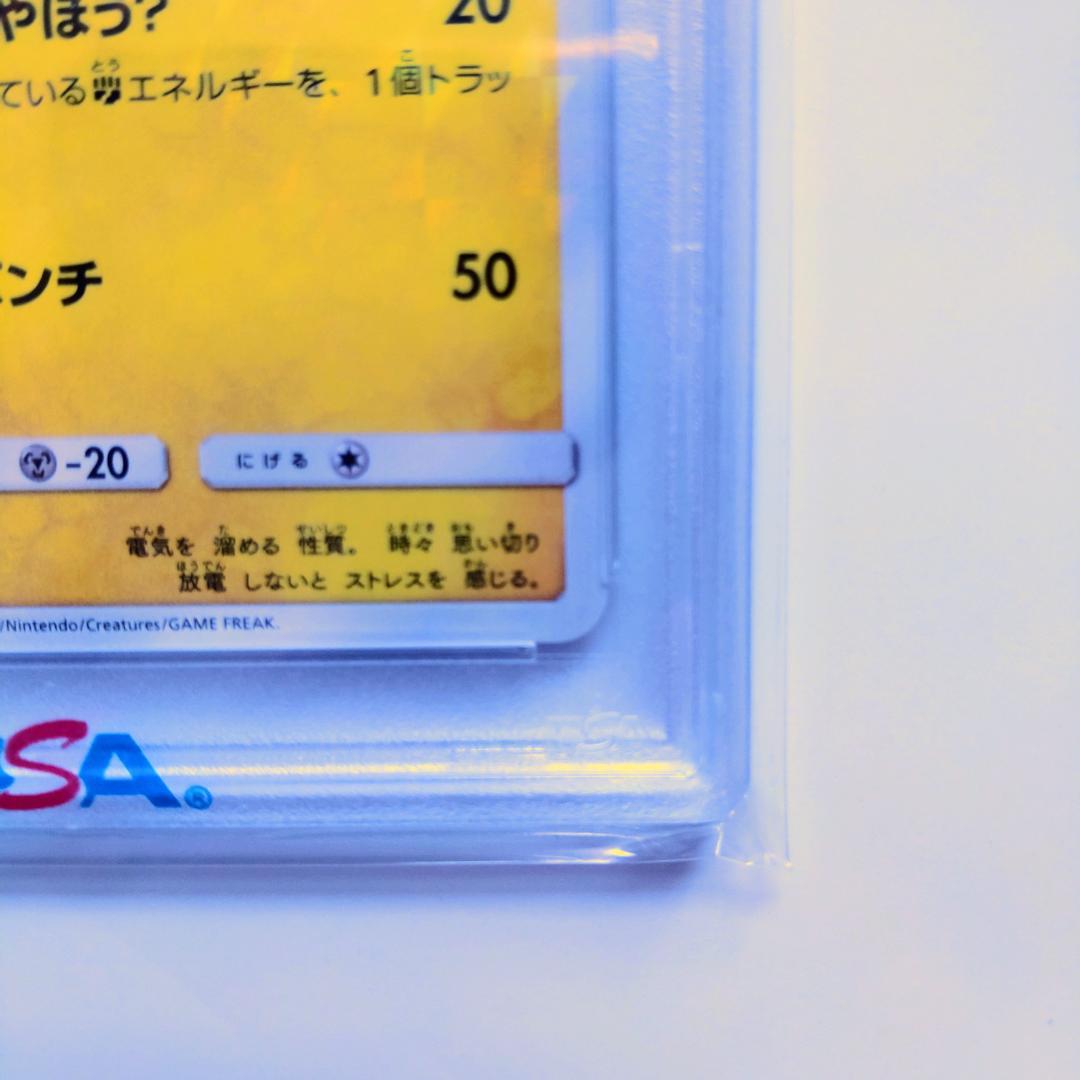 やほう? 20
ているエネルギーを、1個トラッ
ンチ 50
-20 にげる
電気を 溜める 性質。 時々 思い切り
放電 しないと ストレスを 感じる。
/Nintendo/Creatures/GAME FREAK.
SA®